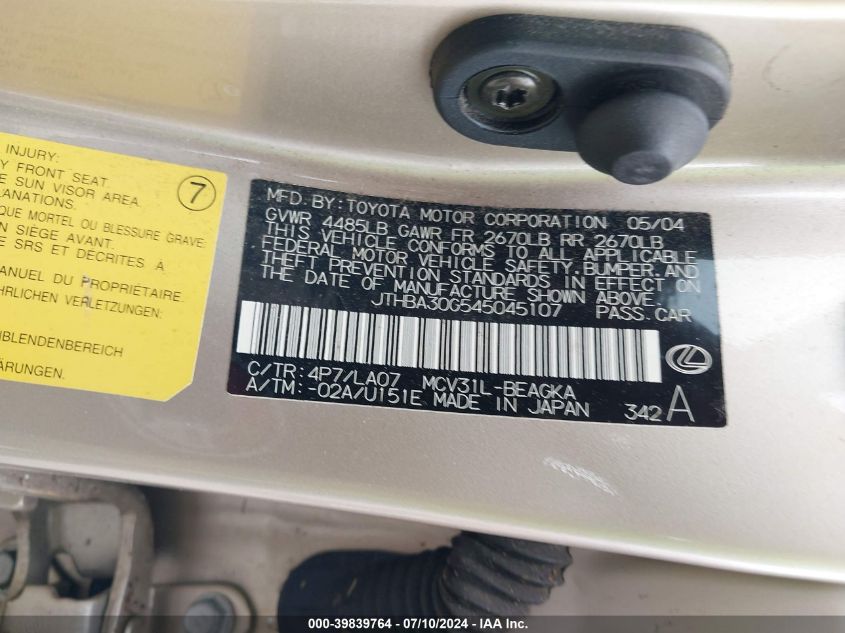 INJURY:
FRONT SEAT.
SUN VISOR AREA
7
QUE MORTEL OU BLESSURE GRAVE:
SIÈGE AVANT.
SRS ET DÉCRITES À
ANUEL DU PROPRIÉTAIRE.
HRLICHEN VERLETZUNGEN.
BLENDENBEREICH
ÄRUNGEN.
MFD. BY: TOYOTA MOTOR CORPORATION 05/04
GVWR 4485LB GAWR FR 2670LB RR 2670LB
THIS VEHICLE CONFORMS TO ALL APPLICABLE
FEDERAL MOTOR VEHICLE SAFETY, BUMPER, AND
THEFT PREVENTION STANDARDS IN EFFECT ON
THE DATE OF MANUFACTURE SHOWN ABOVE.
JTHBA30G545045107 PASS. CAR
C/TR: 4P7/LA07 MCV31L-BEAGKA
A/TM: -02A/U151E MADE IN JAPAN 342 A
000-39839764 / 07/10/2024 / IAA Inc.